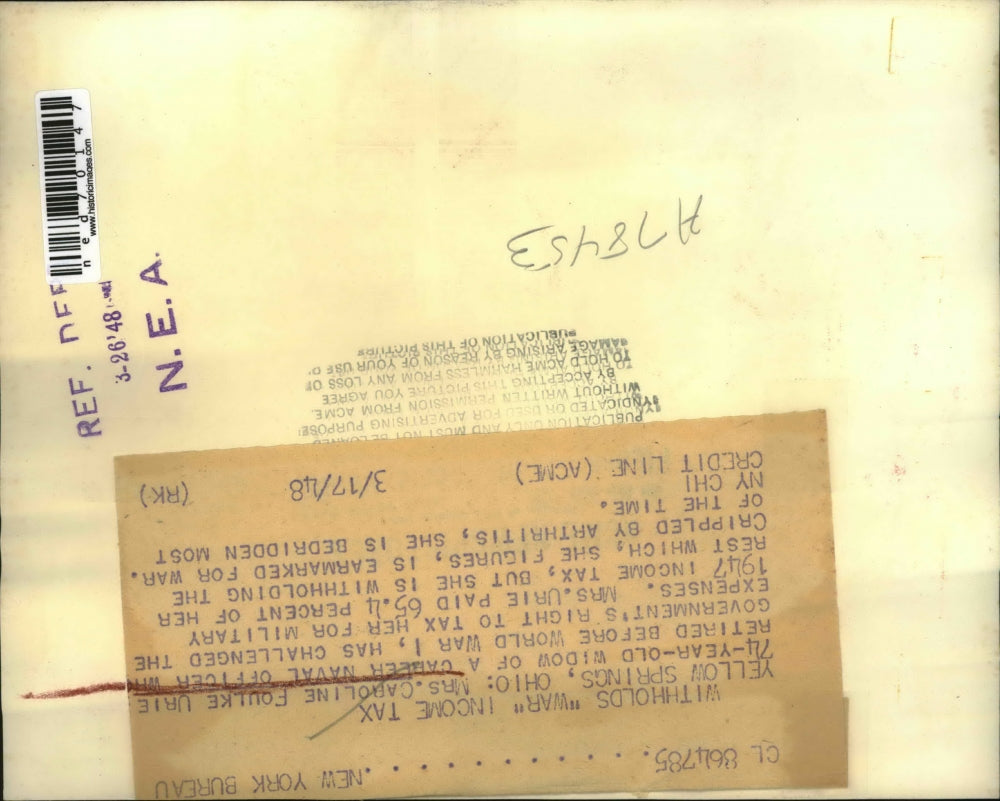 CL 864785. . . . . . . . . . . . .NEW YORK BUREAU
WITHHOLDS "WAR" INCOME TAX
YELLOW SPRINGS, OHIO: MRS. CAROLINE FOULKE URIE
74-YEAR-OLD WIDOW OF A CAREER NAVAL OFFICER WHO
RETIRED BEFORE WORLD WAR I, HAS CHALLENGED THE
GOVERNMENT'S RIGHT TO TAX HER FOR MILITARY
EXPENSES. MRS. URIE PAID 65.4 PERCENT OF HER
1947 INCOME TAX, BUT SHE IS WITHHOLDING THE
REST WHICH, SHE FIGURES, IS EARMARKED FOR WAR.
CRIPPLED BY ARTHRITIS, SHE IS BEDRIDDEN MOST
OF THE TIME.
NY CHI
CREDIT LINE (ACME) 3/17/48 (RK)
PUBLICATION ONLY AND MUST NOT BE LOANED
SYNDICATED OR USED FOR ADVERTISING PURPOSE
WITHOUT WRITTEN PERMISSION FROM ACME.
BY ACCEPTING THIS PICTURE YOU AGREE
TO HOLD ACME HARMLESS FROM ANY LOSS OR
DAMAGE ARISING BY REASON OF YOUR USE O
PUBLICATION OF THIS PICTURE
A78453
REF.
3-26'48
N. E. A.
ned70147
www.historicimages.com